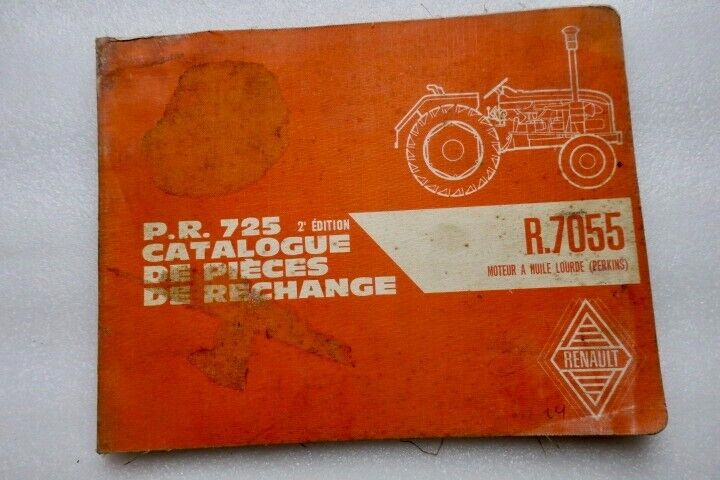 P.R. 725 2e ÉDITION
CATALOGUE
DE PIÈCES
DE RECHANGE
R.7055
MOTEUR A HUILE LOURDE (PERKINS)
RENAULT